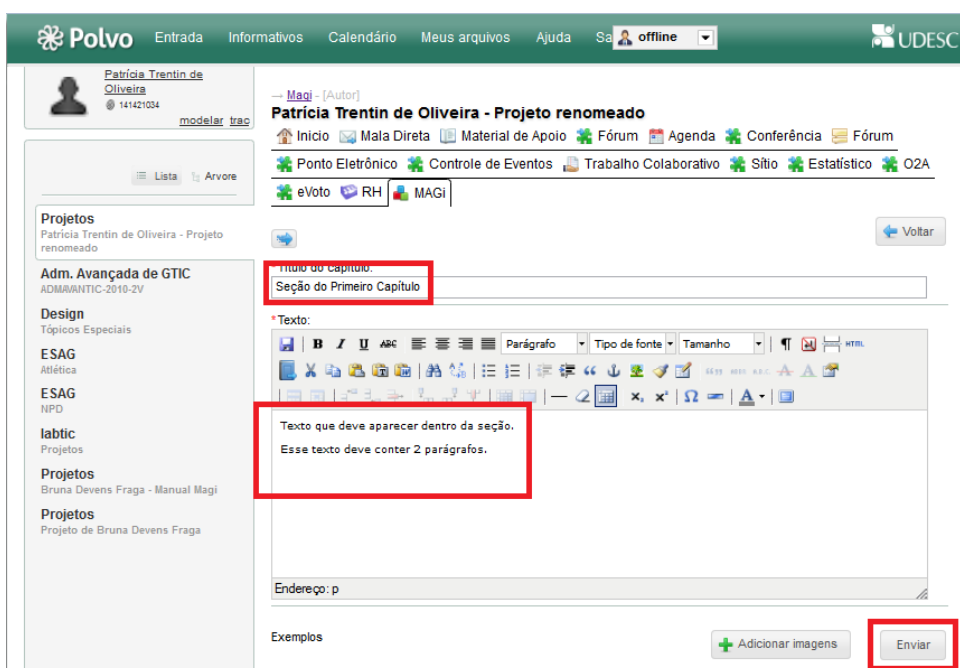 Polvo Entrada Informativos Calendário Meus arquivos Ajuda Sa offline UDESC
Patrícia Trentin de
Oliveira
@ 141421034
modelar trac
Lista Arvore
Projetos
Patrícia Trentin de Oliveira - Projeto
renomeado
Adm. Avançada de GTIC
ADMAVANTIC-2010-2V
Design
Tópicos Especiais
ESAG
Atlética
ESAG
NPD
labtic
Projetos
Projetos
Bruna Devens Fraga - Manual Magi
Projetos
Projeto de Bruna Devens Fraga
→ Magi - [Autor]
Patrícia Trentin de Oliveira - Projeto renomeado
Inicio Mala Direta Material de Apoio Fórum Agenda Conferência Fórum
Ponto Eletrônico Controle de Eventos Trabalho Colaborativo Sítio Estatístico O2A
eVoto RH MAGi
Voltar
Título do capítulo:
Seção do Primeiro Capítulo
* Texto:
B I U ABC Parágrafo Tipo de fonte Tamanho ¶ HTML
x, x² Ω A
Texto que deve aparecer dentro da seção.
Esse texto deve conter 2 parágrafos.
Endereço: p
Exemplos
Adicionar imagens Enviar